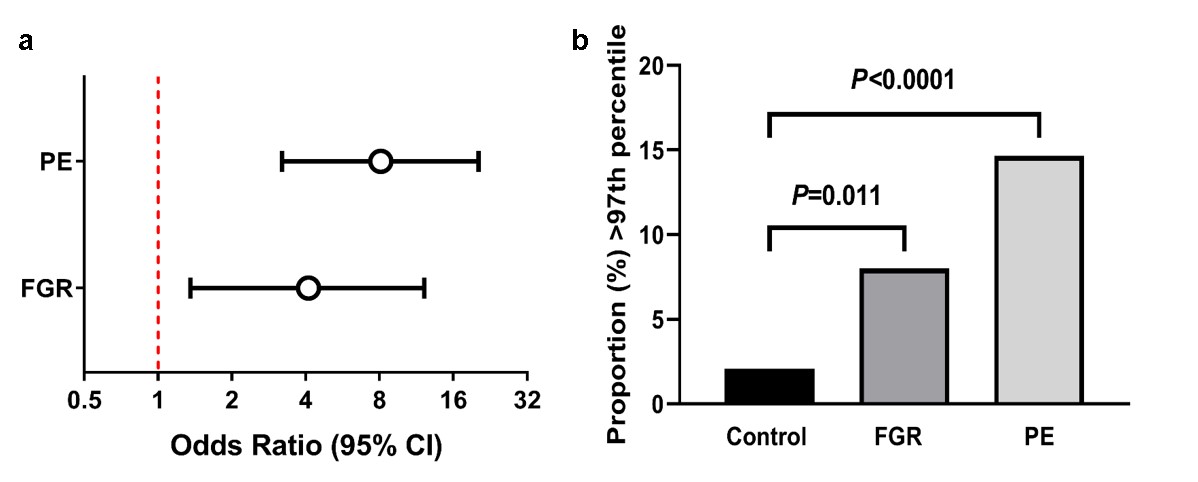 a
PE
FGR
0.5 1 2 4 8 16 32
Odds Ratio (95% CI)
b
Proportion (%) >97th percentile
20
15
10
5
0
P<0.0001
P=0.011
Control FGR PE